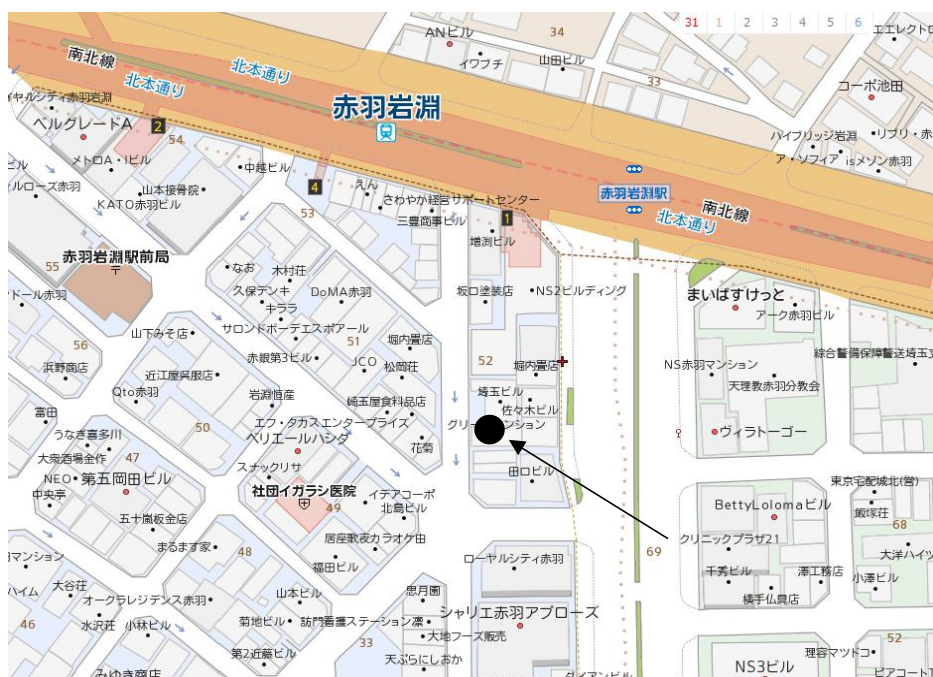 31 1 2 3 4 5 6
エエレクトロ
ANビル
34
イワブチ
山田ビル
33
南北線
北本通り
北本通り
赤羽岩淵
コーポ池田
イヤルシティ赤羽岩淵
ベルグレードA
2
54
メトロA・Iビル
中越ビル
ハイブリッジ岩淵
リブリ・赤
ア・ソフィア
isメゾン赤羽
ルローズ赤羽
山本接骨院
KATO赤羽ビル
4
えん
さわやか経営サポートセンター
赤羽岩淵駅
南北線
北本通り
53
三豊商事ビル
1
増渕ビル
赤羽岩淵駅前局
55
なお
木村荘
久保デンキ
DoMA赤羽
坂口塗装店
NS2ビルディング
まいばすけっと
アーク赤羽ビル
ンドール赤羽
キララ
サロンドボーテエスポアール
山下みそ店
51
堀内畳店
56
赤銀第3ビル
JCO
松岡荘
52
堀内畳店
NS赤羽マンション
綜合警備保障警送埼玉支
浜野商店
近江屋呉服店
天理教赤羽分教会
Qto赤羽
岩淵恒産
埼玉屋食料品店
埼玉ビル
佐々木ビル
富田
エフ・タカスエンタープライズ
50
花菊
ヴィラトーゴー
うなぎ喜多川
ベリエールハシダ
大衆酒場金作
47
スナックリサ
田口ビル
NEO
第五岡田ビル
東京宅配城北(営)
中央亭
社団イガラシ医院
49
イデアコーポ
北島ビル
BettyLolomaビル
飯塚荘
五十嵐板金店
68
まるます家
居座歌夜カラオケ由
69
クリニックプラザ21
48
大洋ハイツ
羽マンション
福田ビル
ローヤルシティ赤羽
千秀ビル
澤工務店
小澤ビル
ハイム
大谷荘
オークラレジデンス赤羽
山本ビル
思月園
横手仏具店
46
水沢荘
小林ビル
菊地ビル
訪問看護ステーション凛
シャリエ赤羽アブローズ
33
大地フーズ販売
52
理容マツドコ
第2近藤ビル
天ぷらにしおか
NS3ビル
みゆき商店
ダイアンビル
ピアコートT